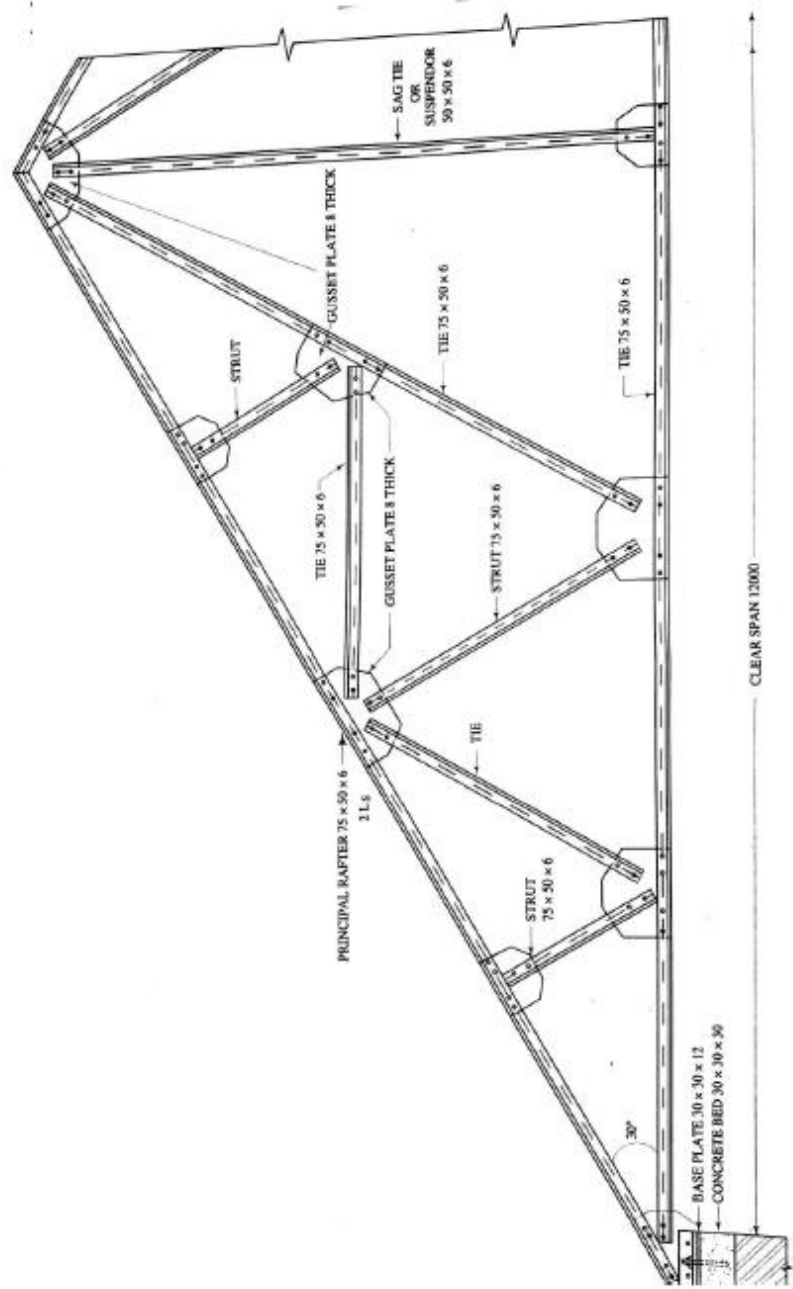 SAG TIE
OR
SUSPENDOR
50 × 50 × 6
GUSSET PLATE 8 THICK
STRUT
TIE 75 × 50 × 6
TIE 75 × 50 × 6
TIE 75 × 50 × 6
GUSSET PLATE 8 THICK
STRUT 75 × 50 × 6
PRINCIPAL RAFTER 75 × 50 × 6
2 Ls
TIE
STRUT
75 × 50 × 6
30°
BASE PLATE 30 × 30 × 12
CONCRETE BED 30 × 30 × 30
CLEAR SPAN 12000